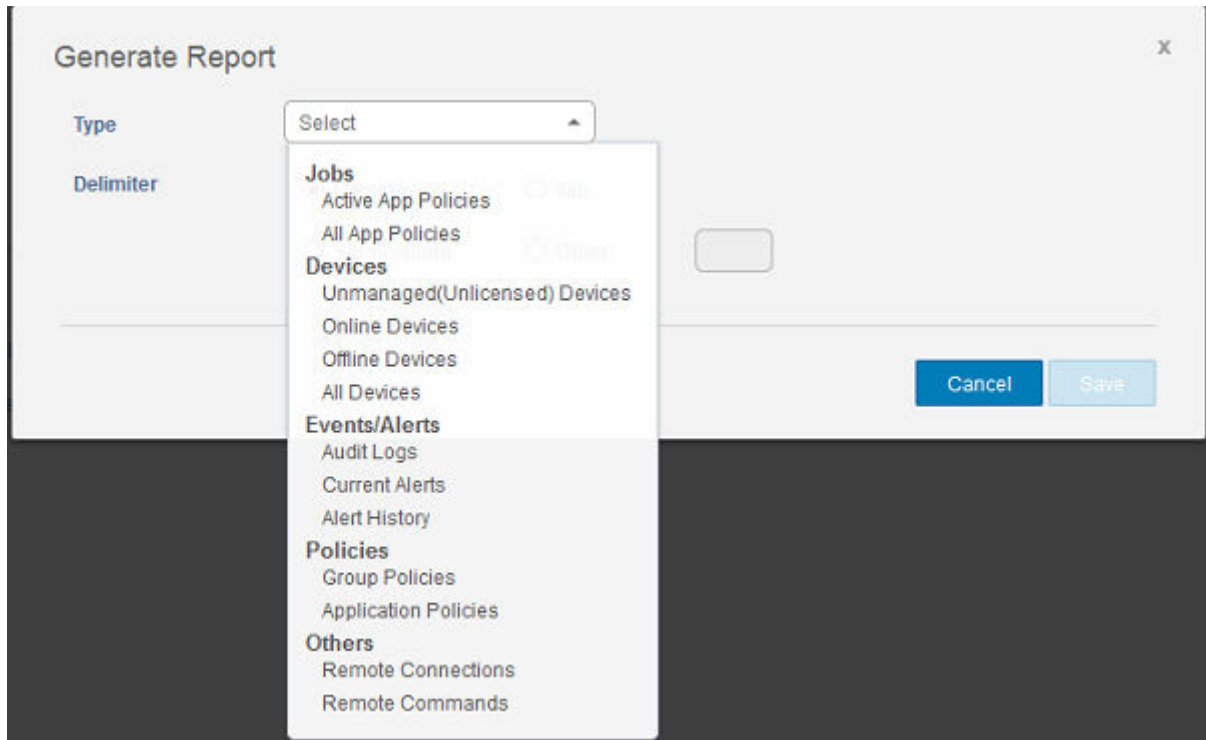 Generate Report
x
Type
Select
Delimiter
Jobs
Active App Policies
All App Policies
Devices
Unmanaged(Unlicensed) Devices
Online Devices
Offline Devices
All Devices
Events/Alerts
Audit Logs
Current Alerts
Alert History
Policies
Group Policies
Application Policies
Others
Remote Connections
Remote Commands
Cancel
Save